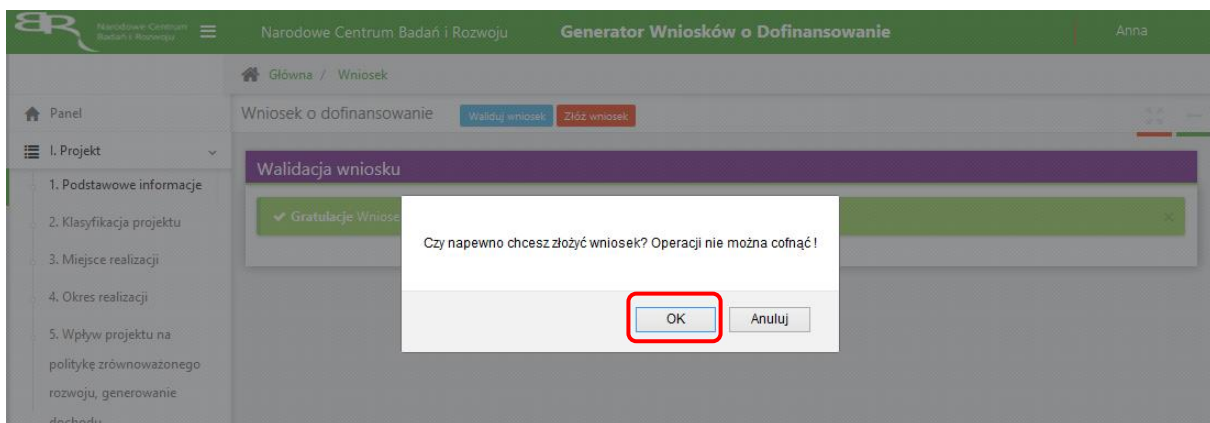 BR Narodowe Centrum
Badań i Rozwoju
Narodowe Centrum Badań i Rozwoju Generator Wniosków o Dofinansowanie Anna
Główna / Wniosek
Panel
Wniosek o dofinansowanie Waliduj wniosek Złóż wniosek
I. Projekt
Walidacja wniosku
1. Podstawowe informacje
Gratulacje
2. Klasyfikacja projektu
Czy napewno chcesz złożyć wniosek? Operacji nie można cofnąć !
3. Miejsce realizacji
4. Okres realizacji
OK Anuluj
5. Wpływ projektu na
politykę zrównoważonego
rozwoju, generowanie
dochodu